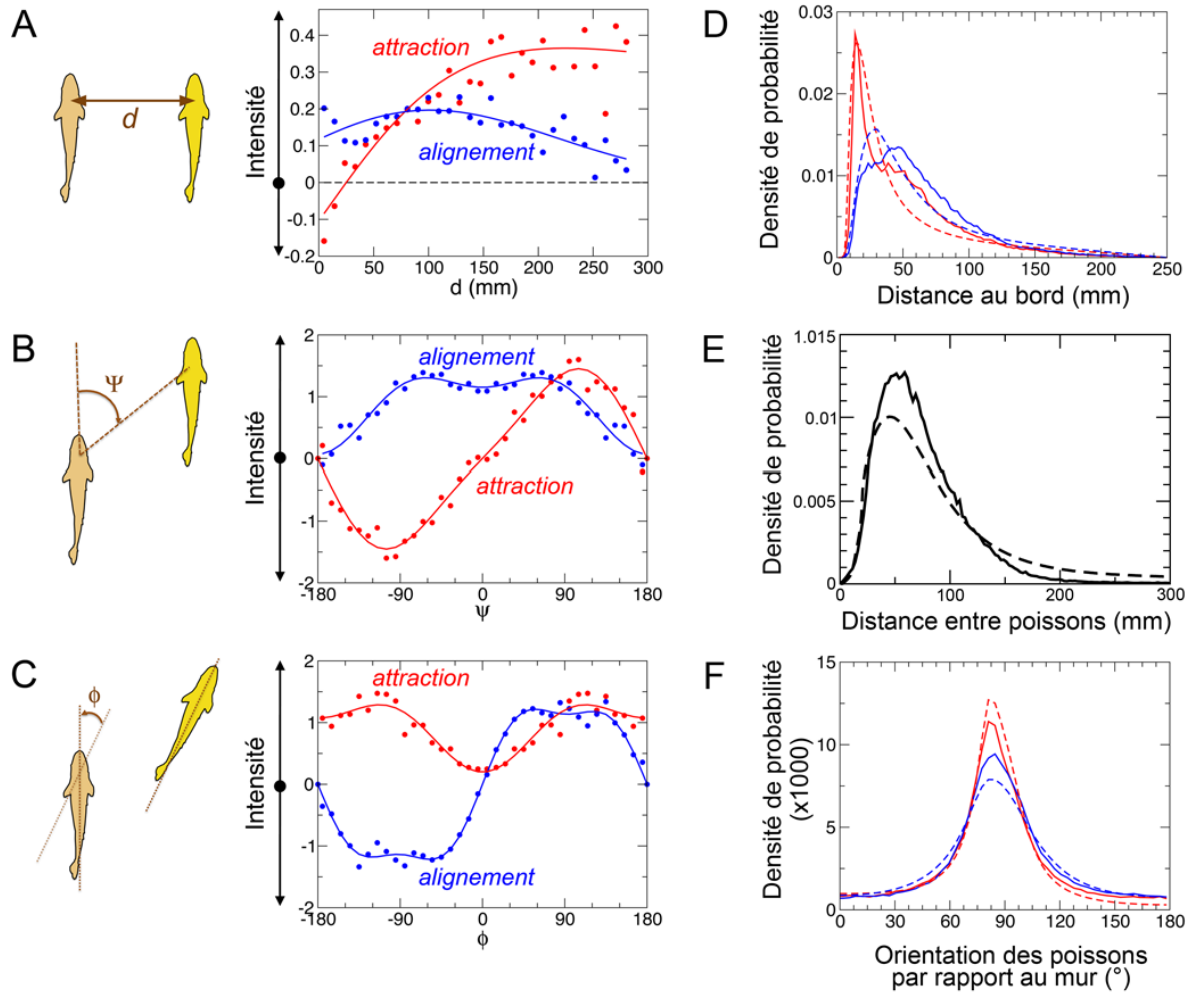 A
d
Intensité
attraction
alignement
0.4
0.3
0.2
0.1
0
-0.1
0.2
0
50
100
150
200
250
300
d (mm)
B
Ψ
Intensité
alignement
attraction
2
1
0
-1
-2
-180
-90
0
90
180
Ψ
C
ϕ
Intensité
attraction
alignement
2
1
0
-1
-2
-180
-90
0
90
180
ϕ
D
Densité de probabilité
0.03
0.02
0.01
0
0
50
100
150
200
250
Distance au bord (mm)
E
Densité de probabilité
1.015
0.01
0.005
0
0
100
200
300
Distance entre poissons (mm)
F
Densité de probabilité
(x1000)
15
10
5
0
0
30
60
90
120
150
180
Orientation des poissons
par rapport au mur (°)